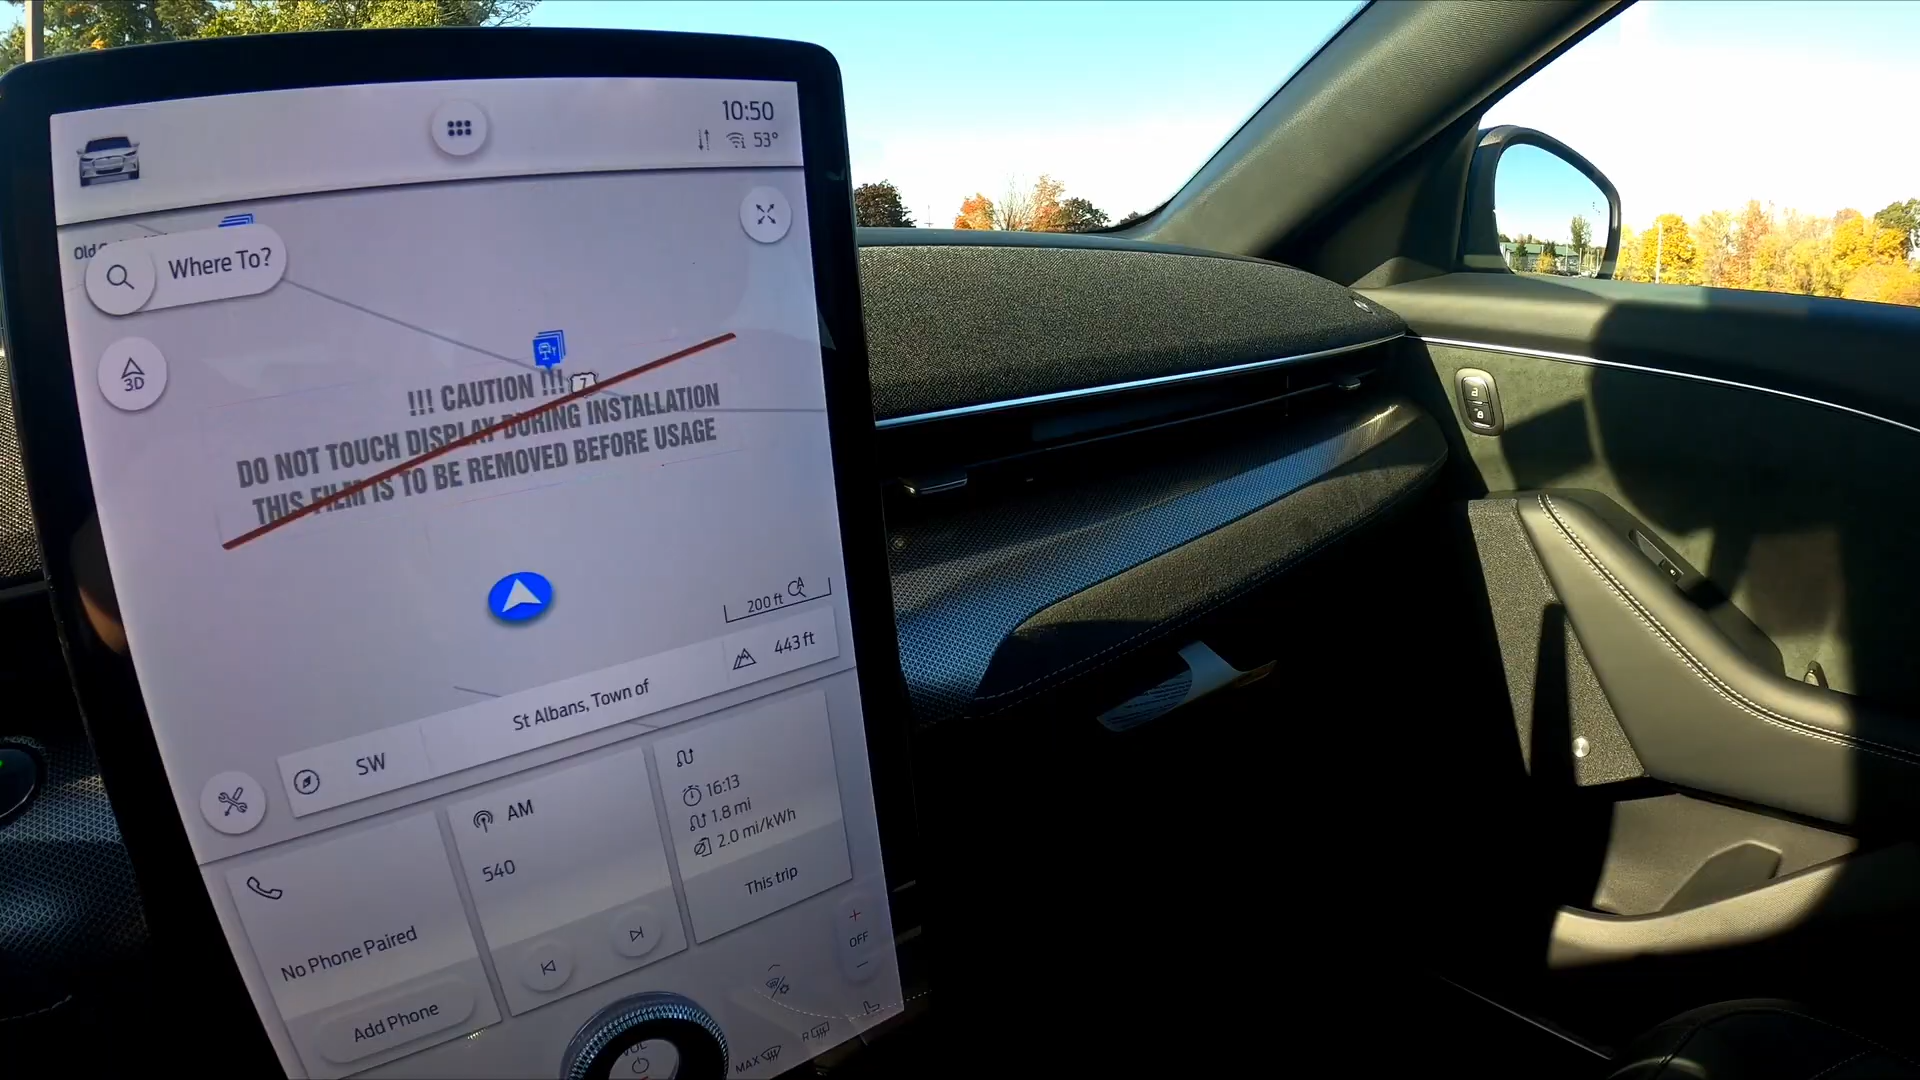 10:50
53°
Where To?
3D
!!! CAUTION !!!
7
DO NOT TOUCH DISPLAY DURING INSTALLATION
THIS FILM IS TO BE REMOVED BEFORE USAGE
200 ft
443 ft
St Albans, Town of
SW
16:13
1.8 mi
2.0 mi/kWh
This trip
AM
540
No Phone Paired
Add Phone
+
OFF
−
VOL
MAX
R